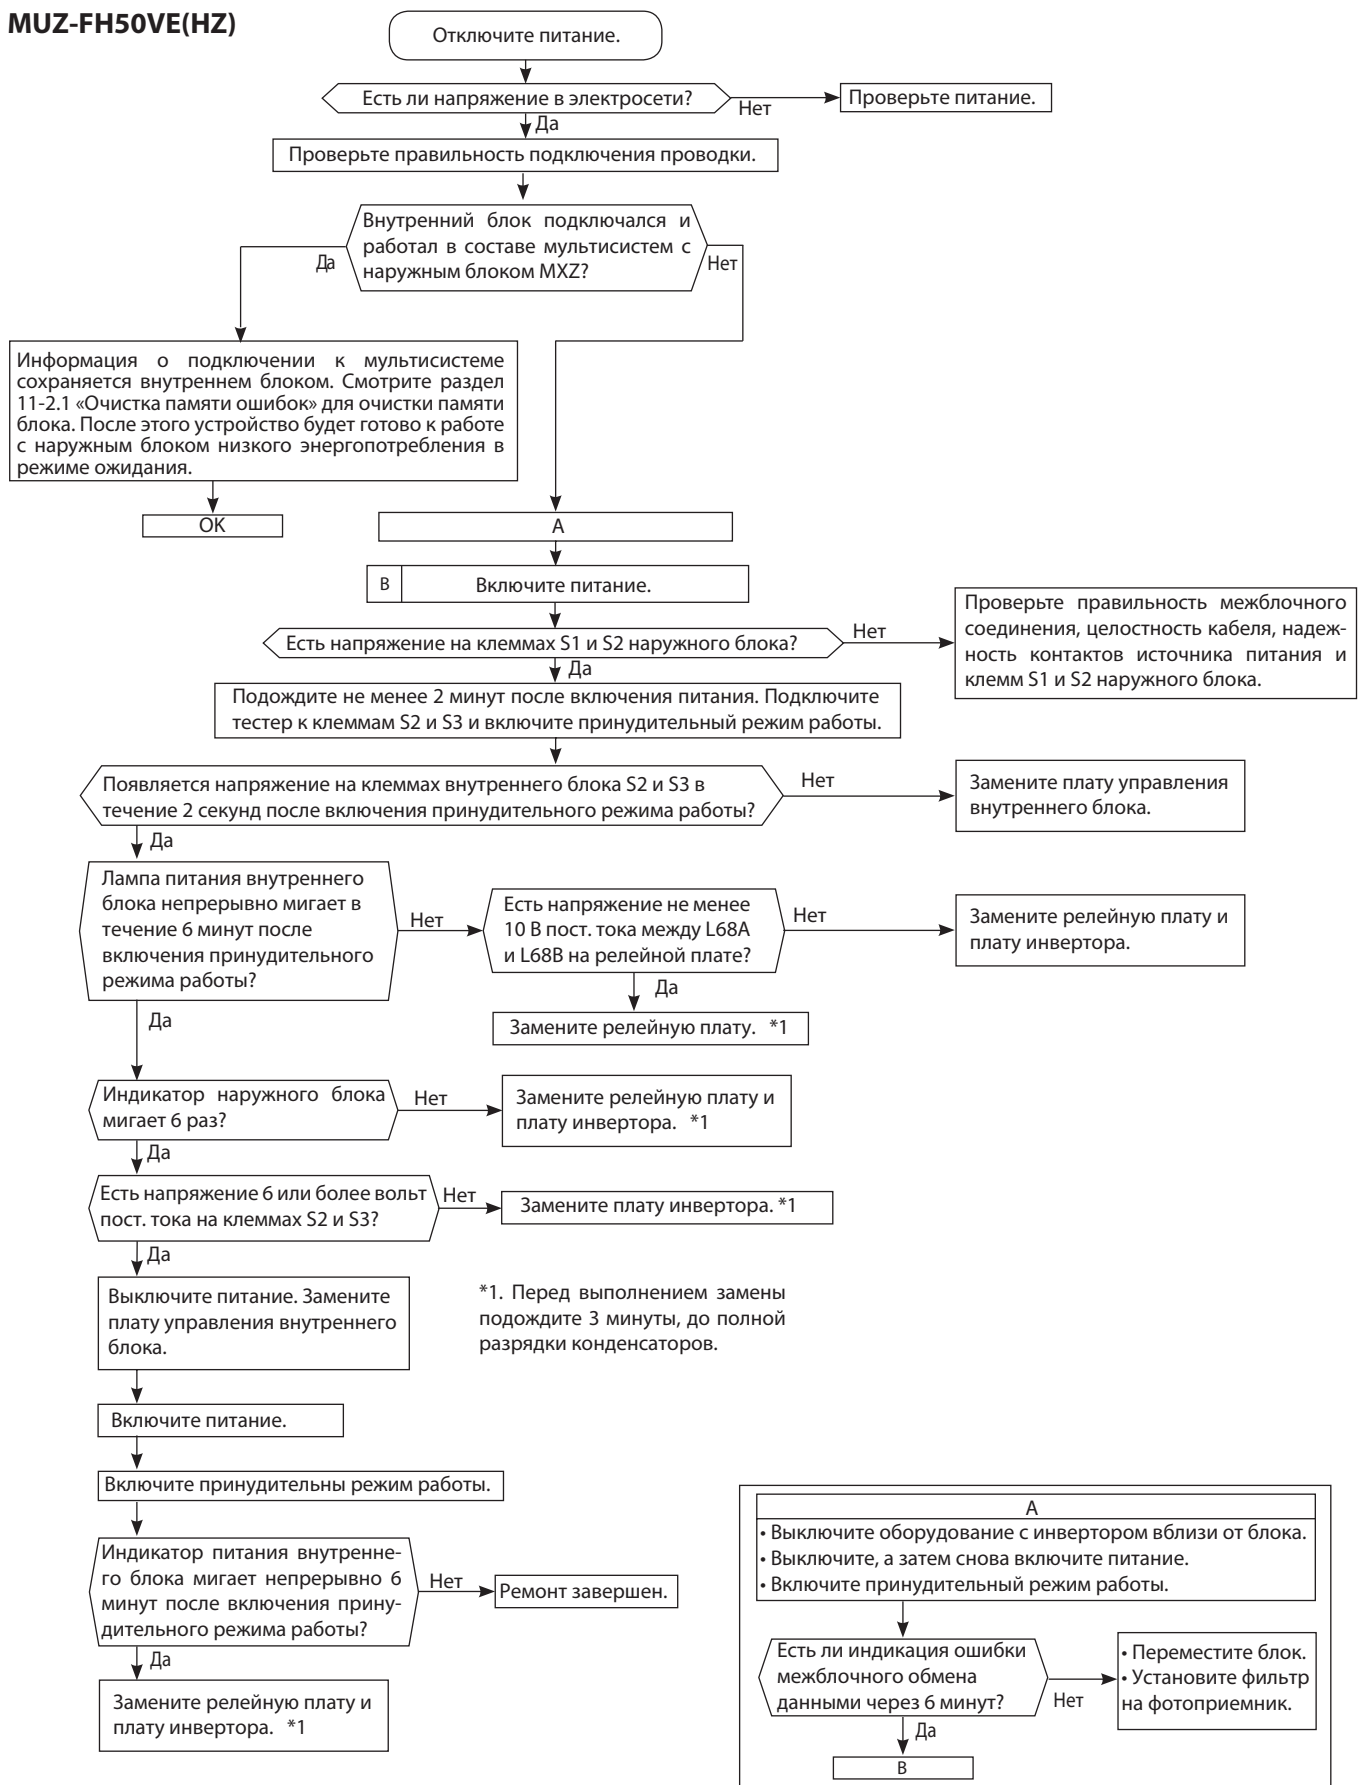 MUZ-FH50VE(HZ)
Отключите питание.
Есть ли напряжение в электросети?
Нет
Проверьте питание.
Да
Проверьте правильность подключения проводки.
Внутренний блок подключался и
работал в составе мультисистем с
наружным блоком MXZ?
Да
Нет
Информация о подключении к мультисистеме
сохраняется внутреннем блоком. Смотрите раздел
11-2.1 «Очистка памяти ошибок» для очистки памяти
блока. После этого устройство будет готово к работе
с наружным блоком низкого энергопотребления в
режиме ожидания.
OK
A
B
Включите питание.
Есть напряжение на клеммах S1 и S2 наружного блока?
Нет
Проверьте правильность межблочного
соединения, целостность кабеля, надеж-
ность контактов источника питания и
клемм S1 и S2 наружного блока.
Да
Подождите не менее 2 минут после включения питания. Подключите
тестер к клеммам S2 и S3 и включите принудительный режим работы.
Появляется напряжение на клеммах внутреннего блока S2 и S3 в
течение 2 секунд после включения принудительного режима работы?
Нет
Замените плату управления
внутреннего блока.
Да
Лампа питания внутреннего
блока непрерывно мигает в
течение 6 минут после
включения принудительного
режима работы?
Нет
Есть напряжение не менее
10 В пост. тока между L68A
и L68B на релейной плате?
Нет
Замените релейную плату и
плату инвертора.
Да
Замените релейную плату. *1
Да
Индикатор наружного блока
мигает 6 раз?
Нет
Замените релейную плату и
плату инвертора. *1
Да
Есть напряжение 6 или более вольт
пост. тока на клеммах S2 и S3?
Нет
Замените плату инвертора. *1
Да
Выключите питание. Замените
плату управления внутреннего
блока.
*1. Перед выполнением замены
подождите 3 минуты, до полной
разрядки конденсаторов.
Включите питание.
Включите принудительны режим работы.
Индикатор питания внутренне-
го блока мигает непрерывно 6
минут после включения прину-
дительного режима работы?
Нет
Ремонт завершен.
Да
Замените релейную плату и
плату инвертора. *1
A
• Выключите оборудование с инвертором вблизи от блока.
• Выключите, а затем снова включите питание.
• Включите принудительный режим работы.
Есть ли индикация ошибки
межблочного обмена
данными через 6 минут?
Нет
• Переместите блок.
• Установите фильтр
на фотоприемник.
Да
B